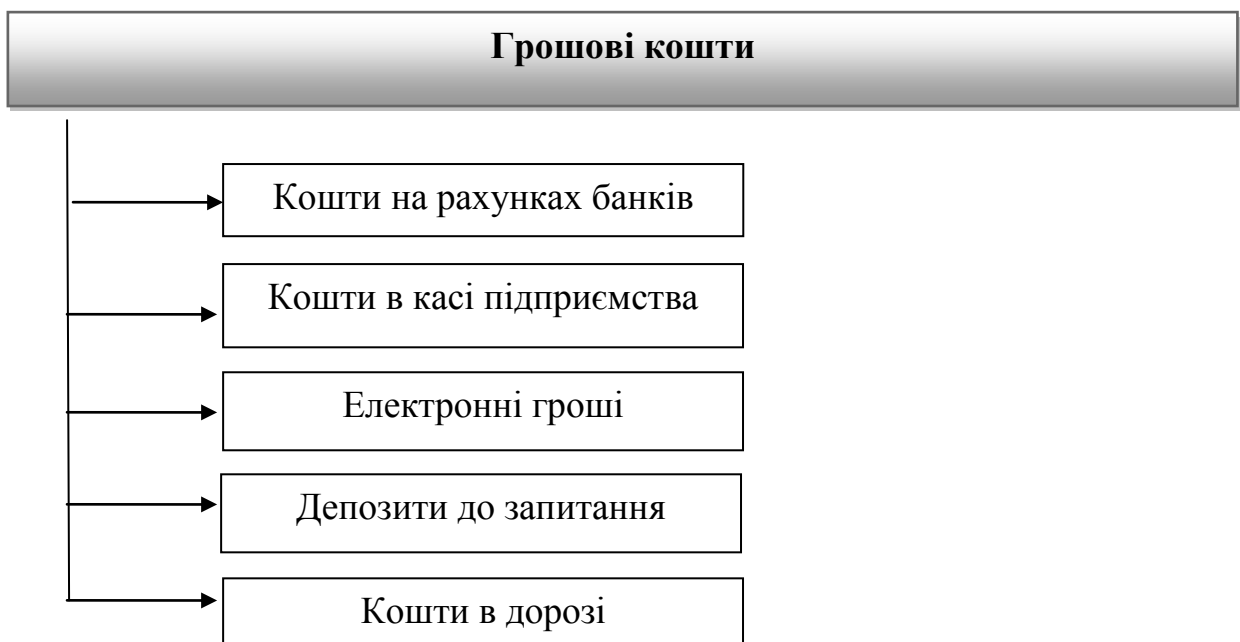 Грошові кошти
Кошти на рахунках банків
Кошти в касі підприємства
Електронні гроші
Депозити до запитання
Кошти в дорозі